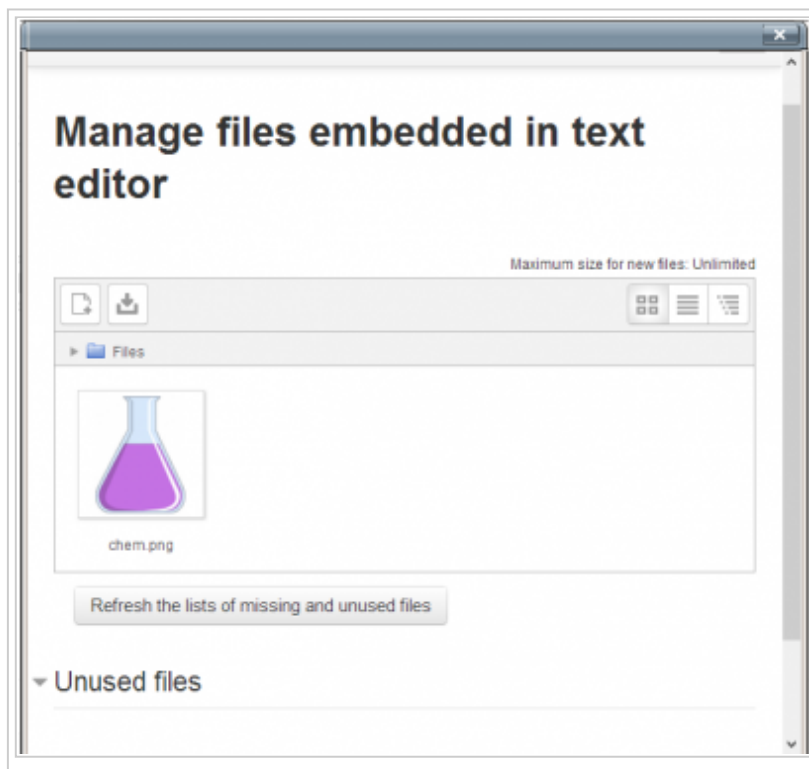 Manage files embedded in text
editor
Maximum size for new files: Unlimited
Files
chem.png
Refresh the lists of missing and unused files
Unused files